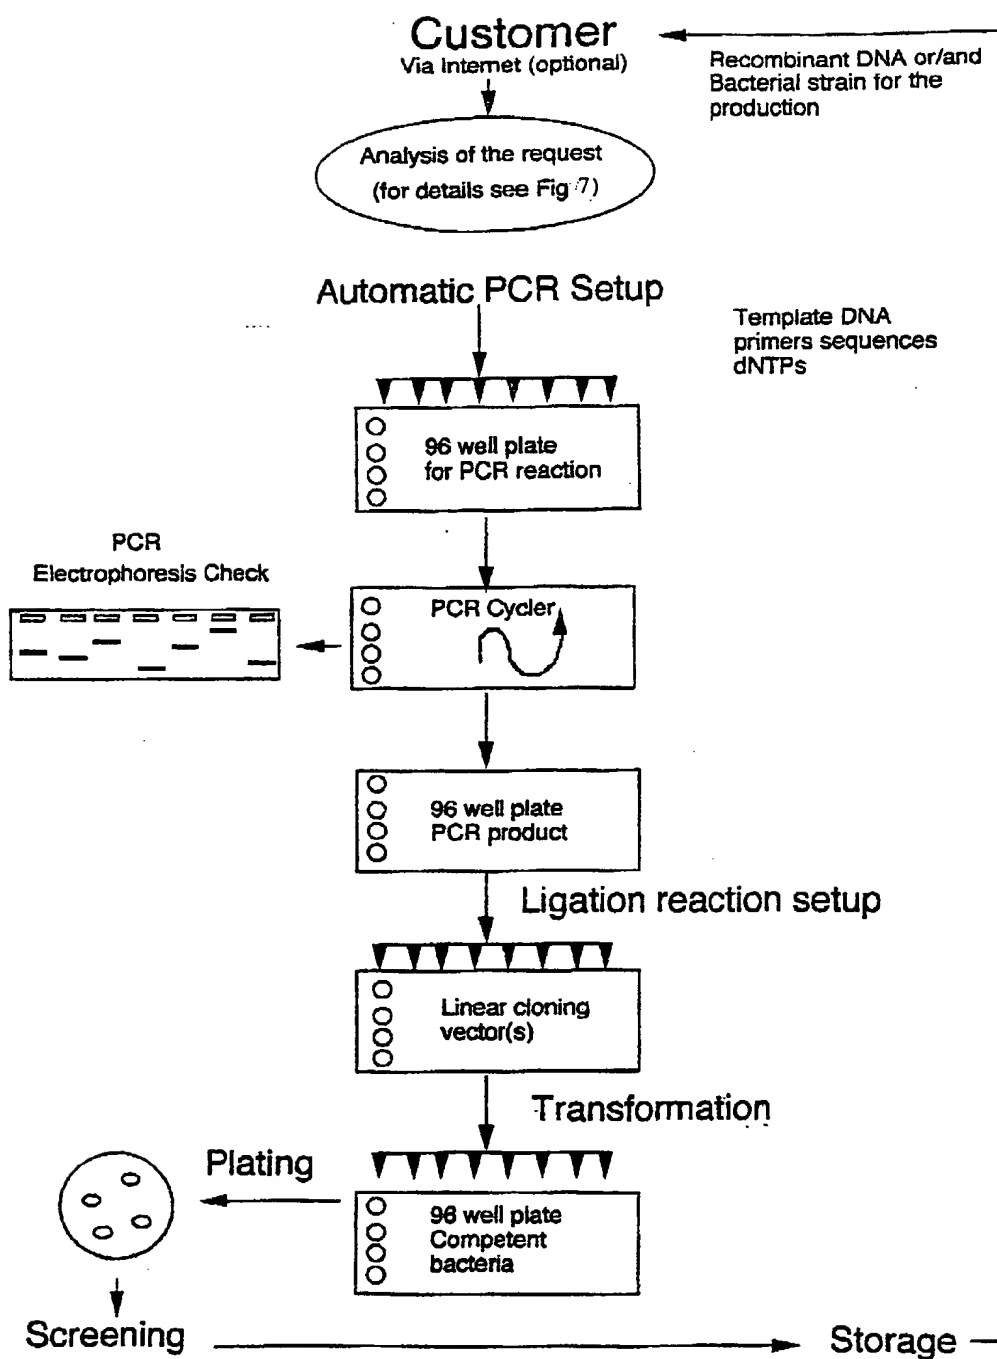 Customer
Via Internet (optional)
Recombinant DNA or/and
Bacterial strain for the
production
Analysis of the request
(for details see Fig 7)
Automatic PCR Setup
Template DNA
primers sequences
dNTPs
96 well plate
for PCR reaction
PCR
Electrophoresis Check
PCR Cycler
96 well plate
PCR product
Ligation reaction setup
Linear cloning
vector(s)
Transformation
Plating
96 well plate
Competent
bacteria
Screening
Storage